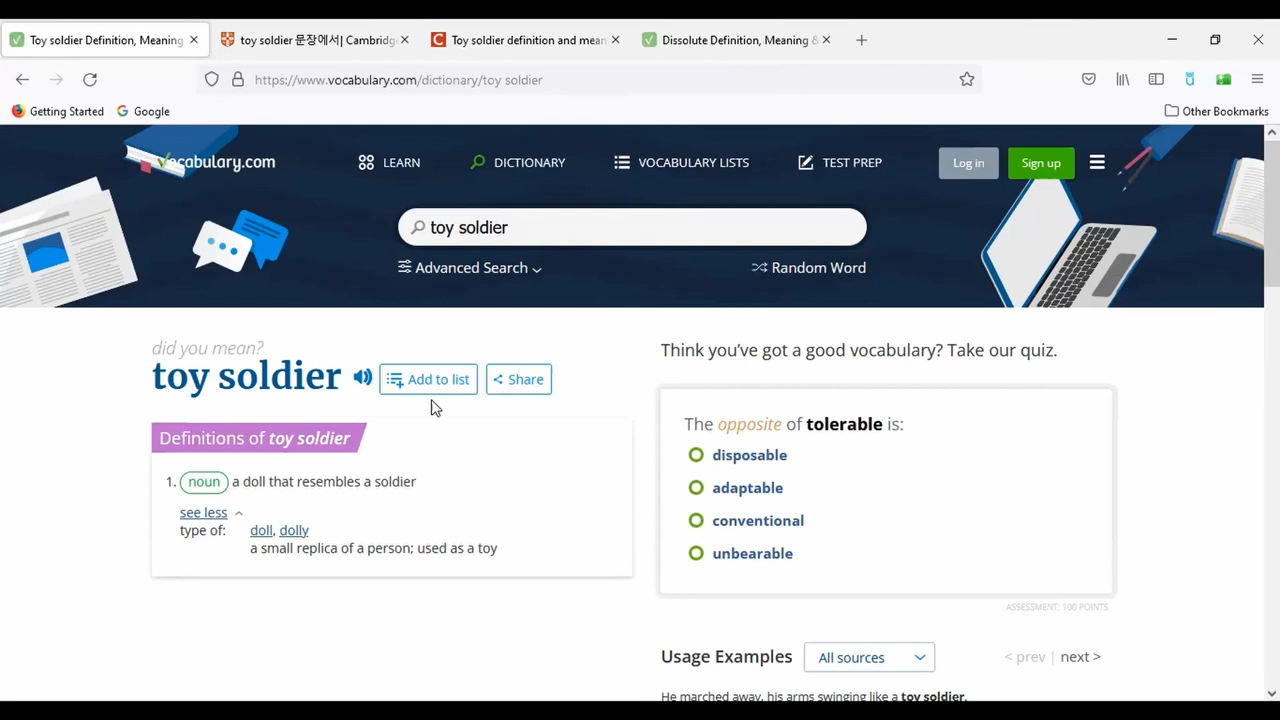 Toy soldier Definition, Meaning
toy soldier 문장에서| Cambridg
Toy soldier definition and mean
Dissolute Definition, Meaning &
https://www.vocabulary.com/dictionary/toy soldier
Getting Started
Google
Other Bookmarks
vocabulary.com
LEARN
DICTIONARY
VOCABULARY LISTS
TEST PREP
Log in
Sign up
toy soldier
Advanced Search
Random Word
did you mean?
toy soldier
Add to list
Share
Definitions of toy soldier
1. noun a doll that resembles a soldier
see less
type of: doll, dolly
a small replica of a person; used as a toy
Think you've got a good vocabulary? Take our quiz.
The opposite of tolerable is:
disposable
adaptable
conventional
unbearable
ASSESSMENT: 100 POINTS
Usage Examples
All sources
< prev | next >
He marched away, his arms swinging like a toy soldier.